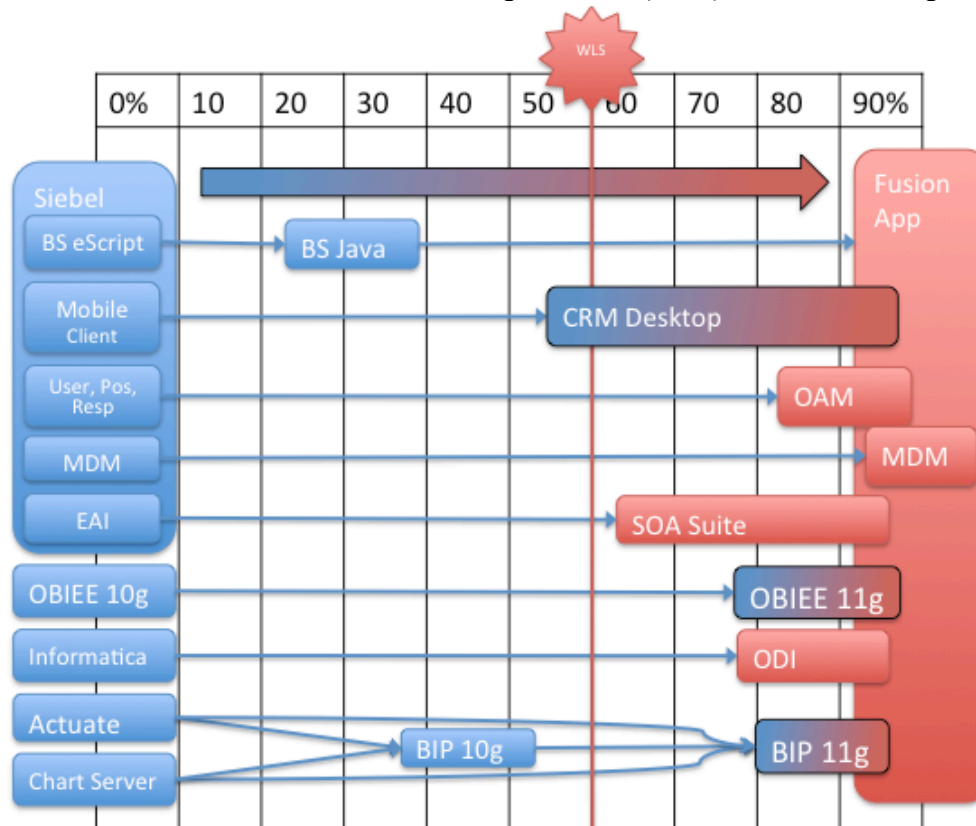 WLS
0% 10 20 30 40 50 60 70 80 90%
Siebel
Fusion
App
BS eScript
BS Java
Mobile
Client
CRM Desktop
User, Pos,
Resp
OAM
MDM
MDM
EAI
SOA Suite
OBIEE 10g
OBIEE 11g
Informatica
ODI
Actuate
BIP 10g
BIP 11g
Chart Server